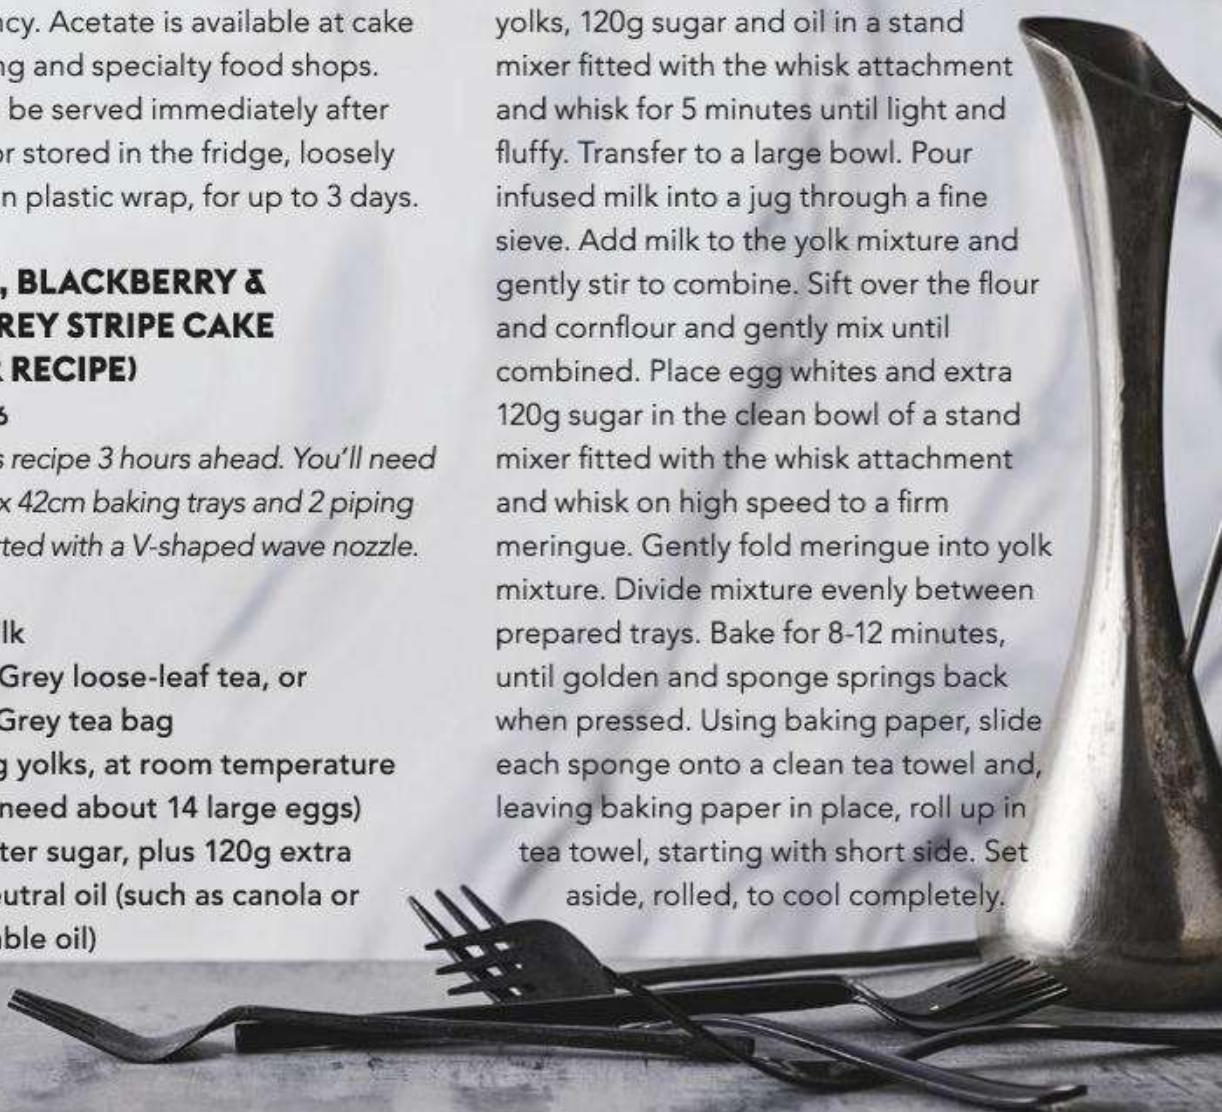 ncy. Acetate is available at cake
ng and specialty food shops.
be served immediately after
or stored in the fridge, loosely
n plastic wrap, for up to 3 days.
, BLACKBERRY &
REY STRIPE CAKE
R RECIPE)
6
s recipe 3 hours ahead. You'll need
x 42cm baking trays and 2 piping
rted with a V-shaped wave nozzle.
lk
Grey loose-leaf tea, or
Grey tea bag
g yolks, at room temperature
need about 14 large eggs)
ter sugar, plus 120g extra
eutral oil (such as canola or
able oil)
yolks, 120g sugar and oil in a stand
mixer fitted with the whisk attachment
and whisk for 5 minutes until light and
fluffy. Transfer to a large bowl. Pour
infused milk into a jug through a fine
sieve. Add milk to the yolk mixture and
gently stir to combine. Sift over the flour
and cornflour and gently mix until
combined. Place egg whites and extra
120g sugar in the clean bowl of a stand
mixer fitted with the whisk attachment
and whisk on high speed to a firm
meringue. Gently fold meringue into yolk
mixture. Divide mixture evenly between
prepared trays. Bake for 8-12 minutes,
until golden and sponge springs back
when pressed. Using baking paper, slide
each sponge onto a clean tea towel and,
leaving baking paper in place, roll up in
tea towel, starting with short side. Set
aside, rolled, to cool completely.